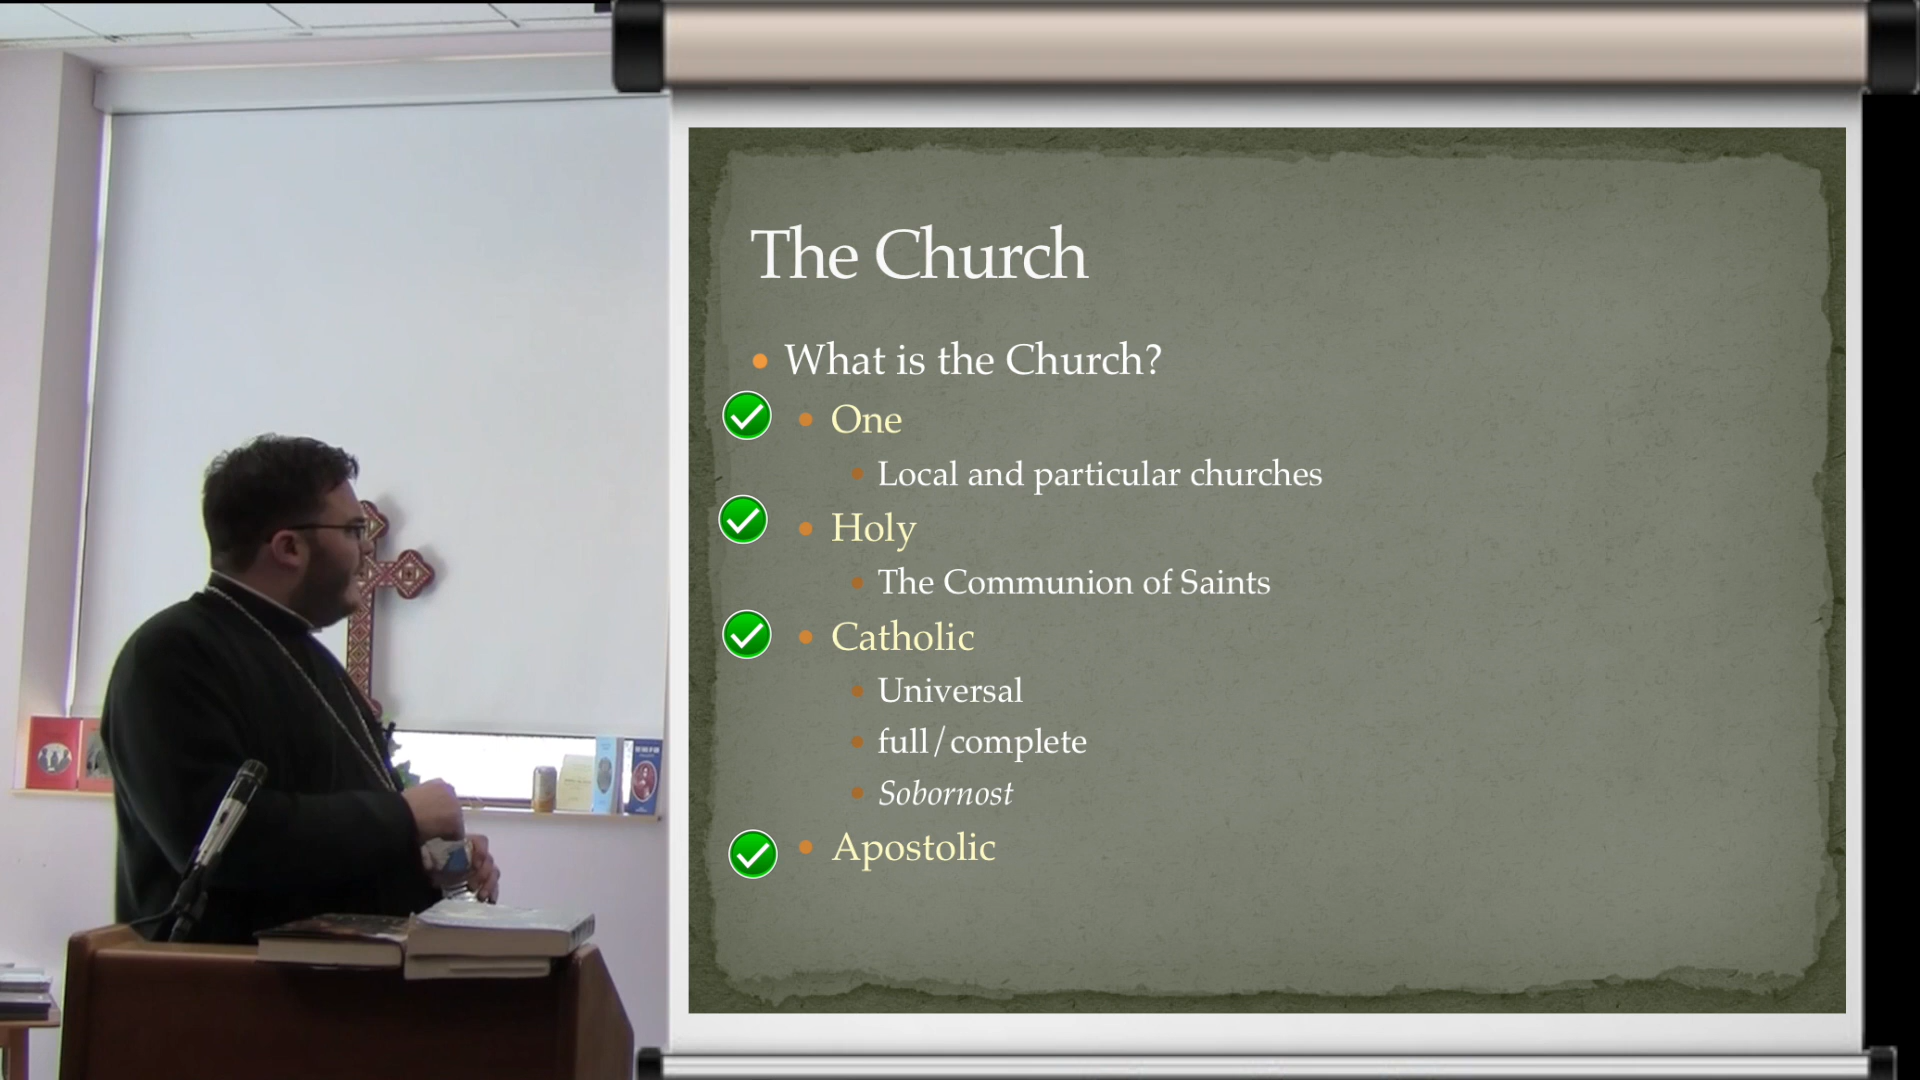 The Church
What is the Church?
One
Local and particular churches
Holy
The Communion of Saints
Catholic
Universal
full/complete
Sobornost
Apostolic